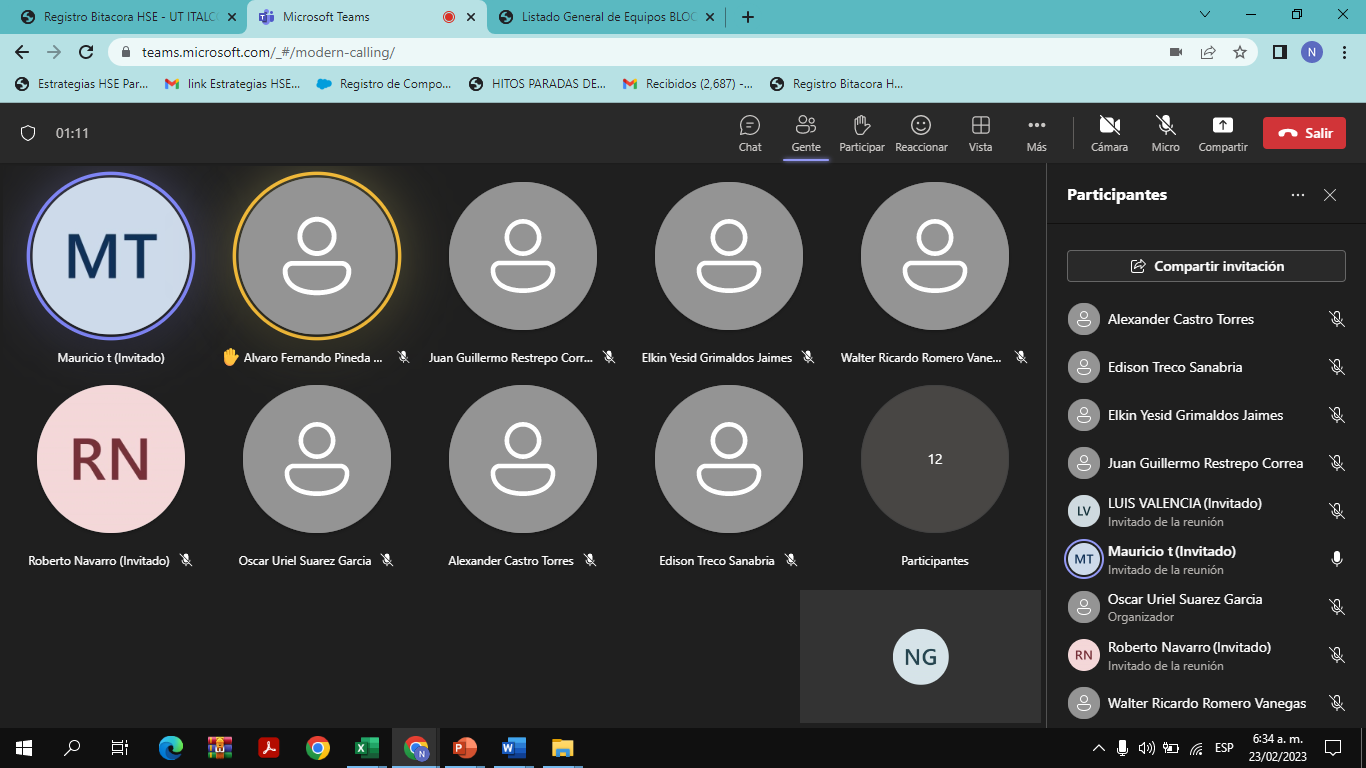 Registro Bitacora HSE - UT ITALCO
Microsoft Teams
Listado General de Equipos BLOC
teams.microsoft.com/_#/modern-calling/
N
Estrategias HSE Par...
link Estrategias HSE...
Registro de Compo...
HITOS PARADAS DE...
Recibidos (2,687) -...
Registro Bitacora H...
01:11
Chat
Gente
Participar
Reaccionar
Vista
Más
Cámara
Micro
Compartir
Salir
MT
Mauricio t (Invitado)
Alvaro Fernando Pineda ...
Juan Guillermo Restrepo Corr...
Elkin Yesid Grimaldos Jaimes
Walter Ricardo Romero Vane...
RN
12
Roberto Navarro (Invitado)
Oscar Uriel Suarez Garcia
Alexander Castro Torres
Edison Treco Sanabria
Participantes
NG
Participantes
Compartir invitación
Alexander Castro Torres
Edison Treco Sanabria
Elkin Yesid Grimaldos Jaimes
Juan Guillermo Restrepo Correa
LV
LUIS VALENCIA (Invitado)
Invitado de la reunión
MT
Mauricio t (Invitado)
Invitado de la reunión
Oscar Uriel Suarez Garcia
Organizador
RN
Roberto Navarro (Invitado)
Invitado de la reunión
Walter Ricardo Romero Vanegas
ESP
6:34 a. m.
23/02/2023